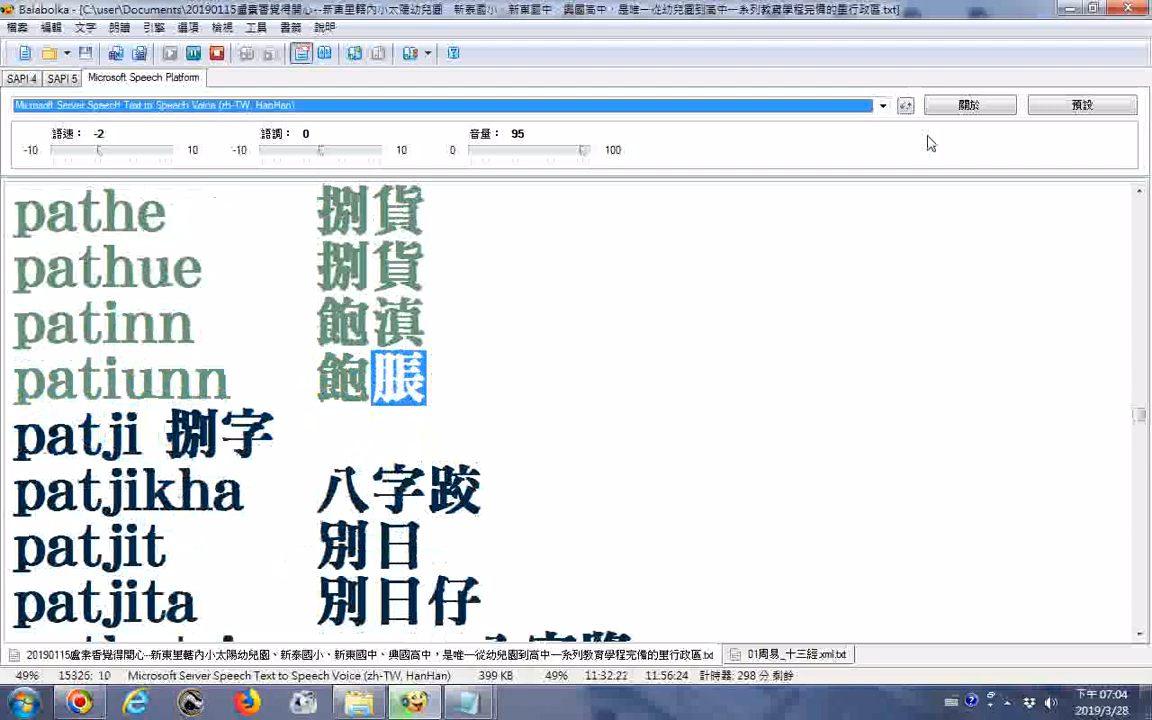 Balabolka - [C:\user\Documents\20190115盧素香覺得開心--新東里轄內小太陽幼兒園、新泰國小、新東國中、興國高中，是唯一從幼兒園到高中一系列教育學程完備的里行政區.txt]
檔案 編輯 文字 朗讀 引擎 選項 檢視 工具 書籤 說明
SAPI 4 SAPI 5 Microsoft Speech Platform
Microsoft Server Speech Text to Speech Voice (zh-TW, HanHan) 關於 預設
語速： -2 語調： 0 音量： 95
-10 10 -10 10 0 100
pathe 捌貨
pathue 捌貨
patinn 飽滇
patiunn 飽脹
patji 捌字
patjikha 八字跤
patjit 別日
patjita 別日仔
20190115盧素香覺得開心--新東里轄內小太陽幼兒園、新泰國小、新東國中、興國高中，是唯一從幼兒園到高中一系列教育學程完備的里行政區.txt 01周易_十三經.xml.txt
49% 15326: 10 Microsoft Server Speech Text to Speech Voice (zh-TW, HanHan) 399 KB 49% 11:32:22 11:56:24 計時器: 298 分 剩餘
下午 07:04
2019/3/28